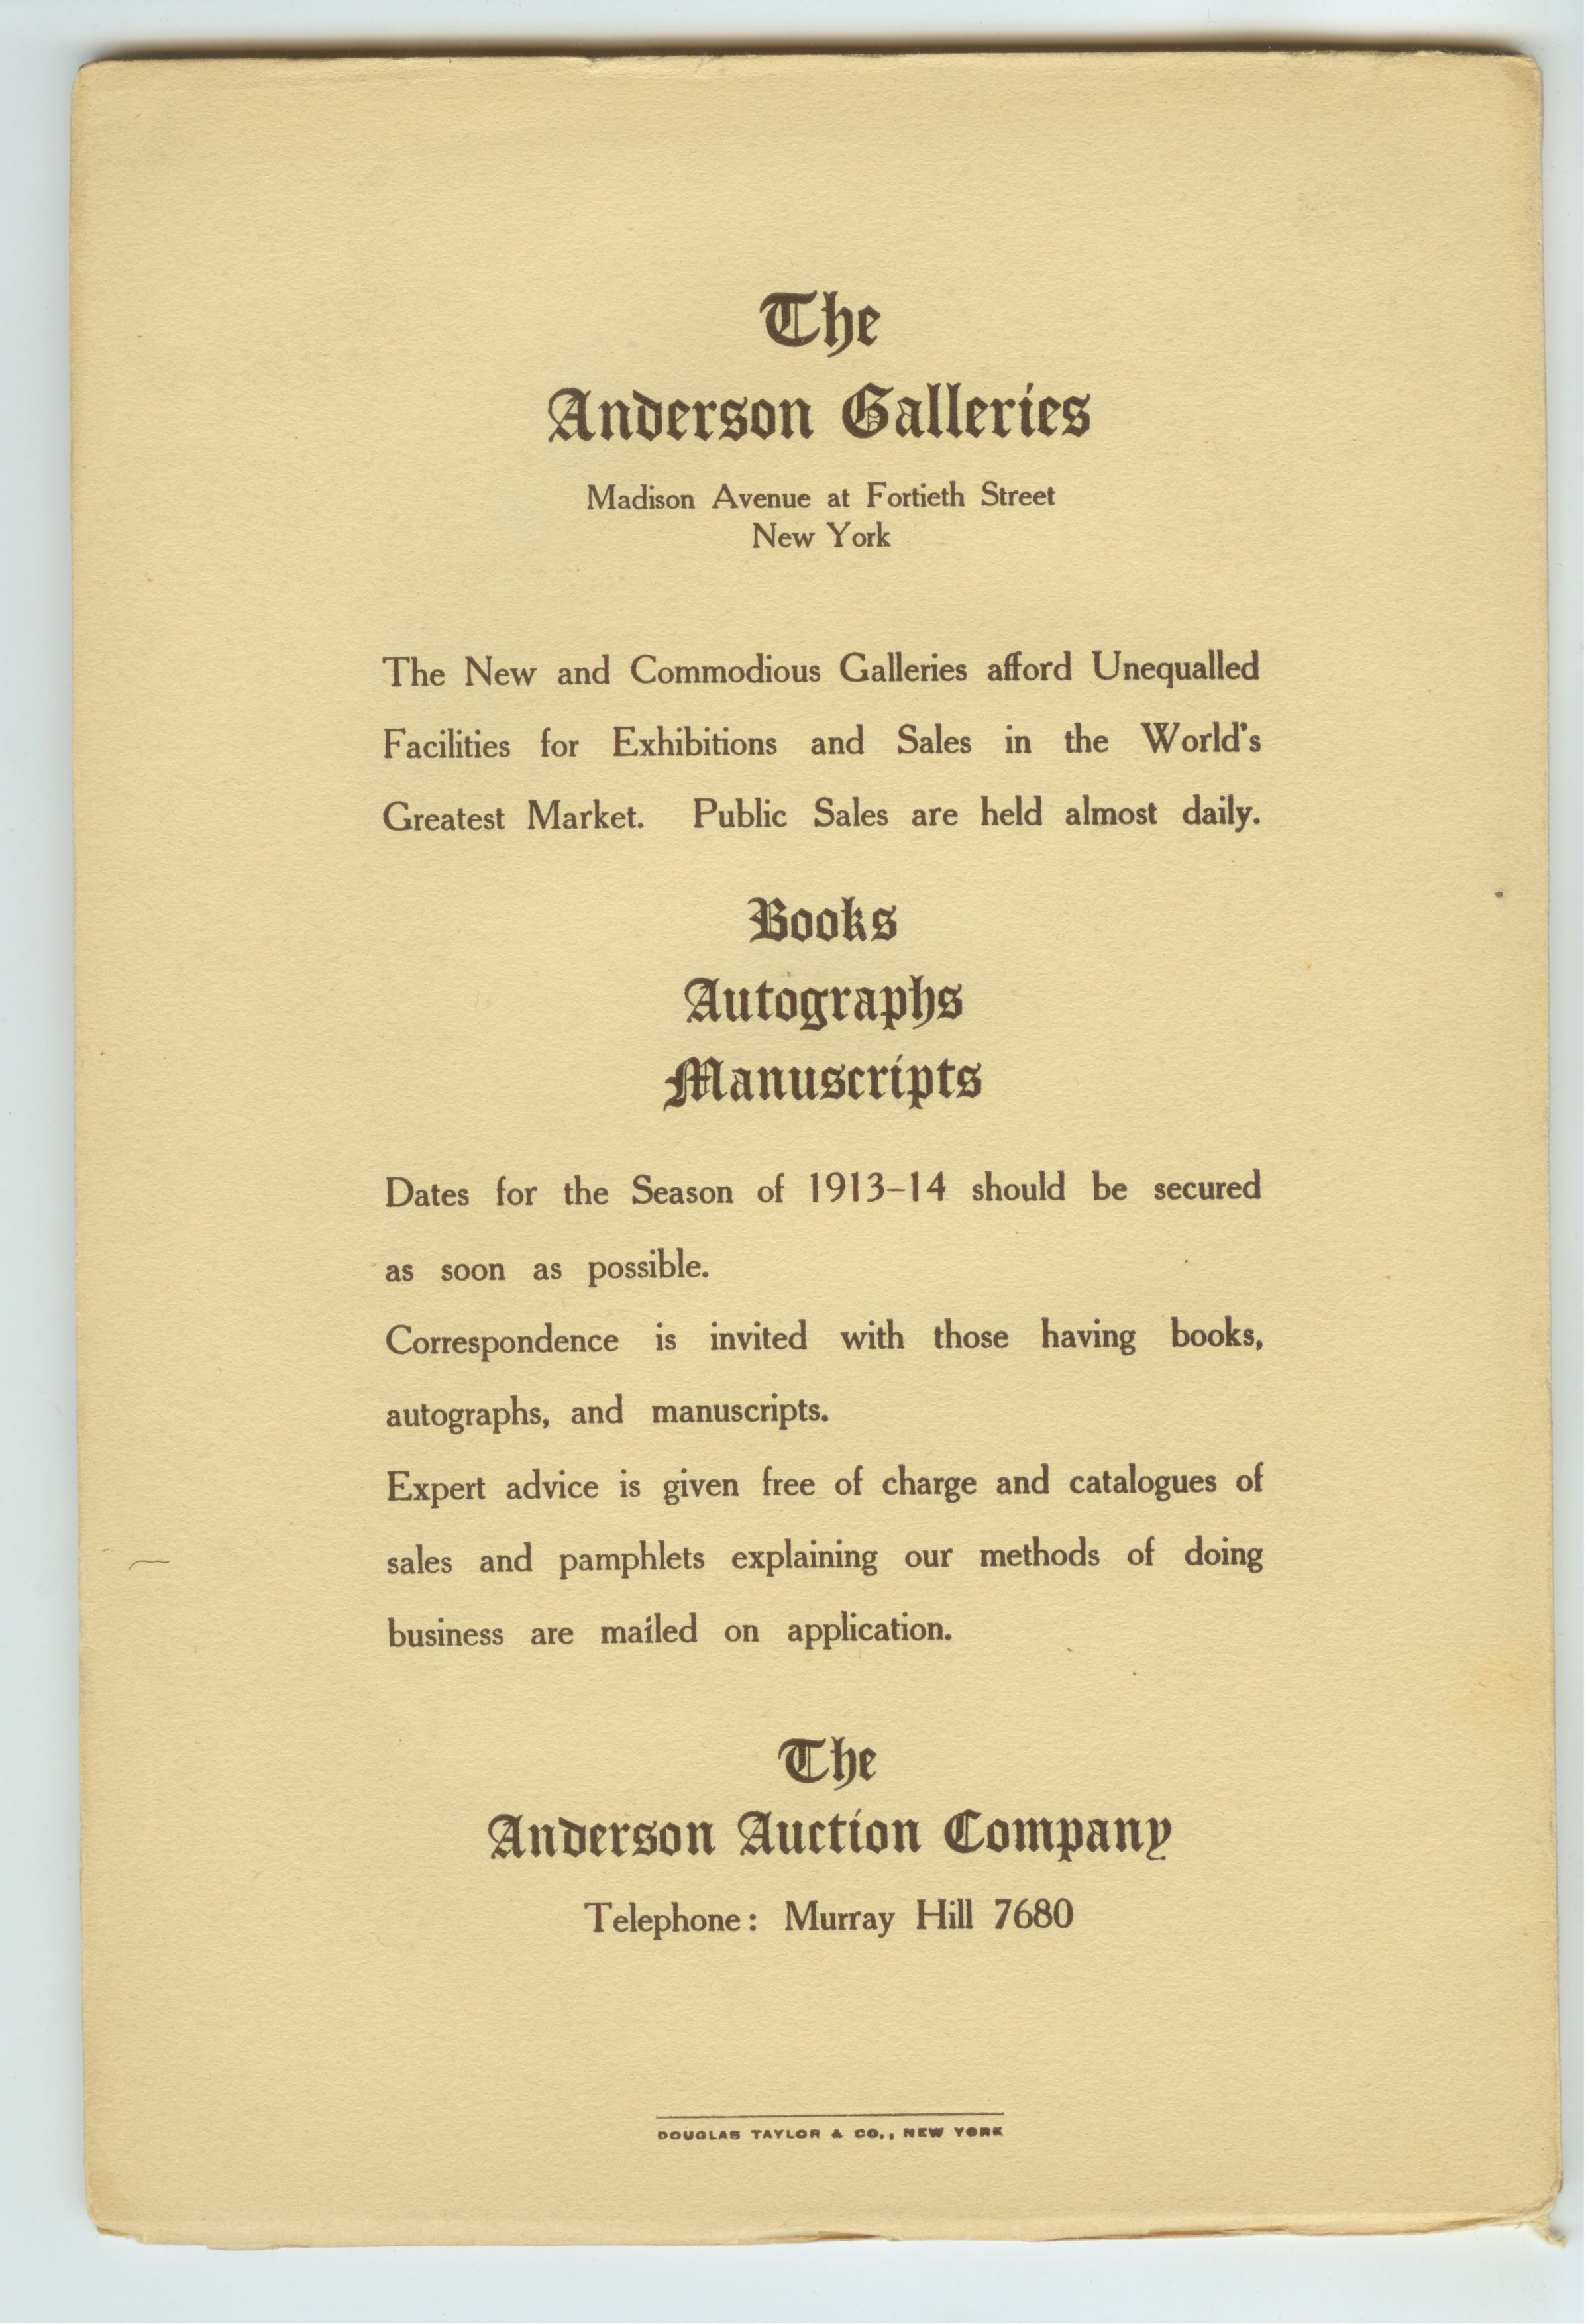 The
Anderson Galleries
Madison Avenue at Fortieth Street
New York
The New and Commodious Galleries afford Unequalled
Facilities for Exhibitions and Sales in the World's
Greatest Market. Public Sales are held almost daily.
Books
Autographs
Manuscripts
Dates for the Season of 1913–14 should be secured
as soon as possible.
Correspondence is invited with those having books,
autographs, and manuscripts.
Expert advice is given free of charge and catalogues of
sales and pamphlets explaining our methods of doing
business are mailed on application.
The
Anderson Auction Company
Telephone: Murray Hill 7680
DOUGLAS TAYLOR & CO., NEW YORK